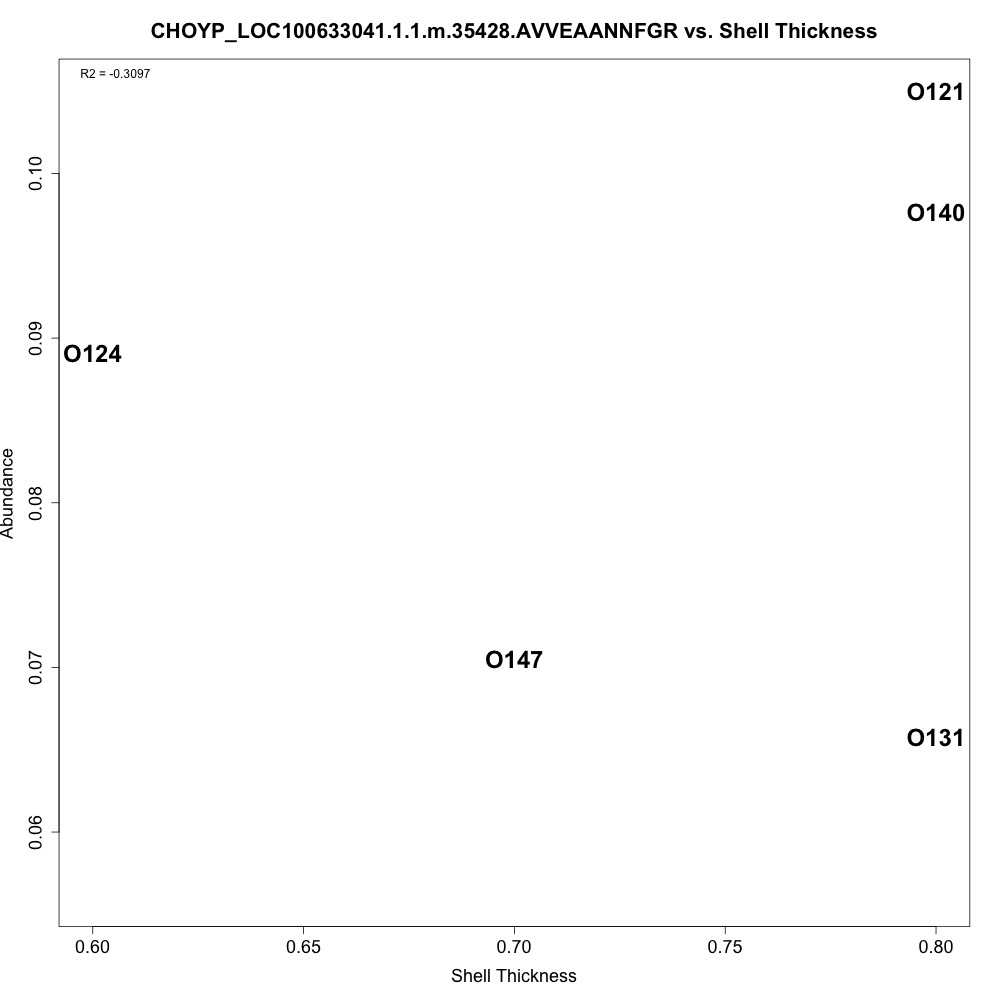 CHOYP_LOC100633041.1.1.m.35428.AVVEAANNFGR vs. Shell Thickness
R2 = -0.3097
O121
0.10
O140
0.09
O124
Abundance
0.08
0.07
O147
O131
0.06
0.60
0.65
0.70
0.75
0.80
Shell Thickness